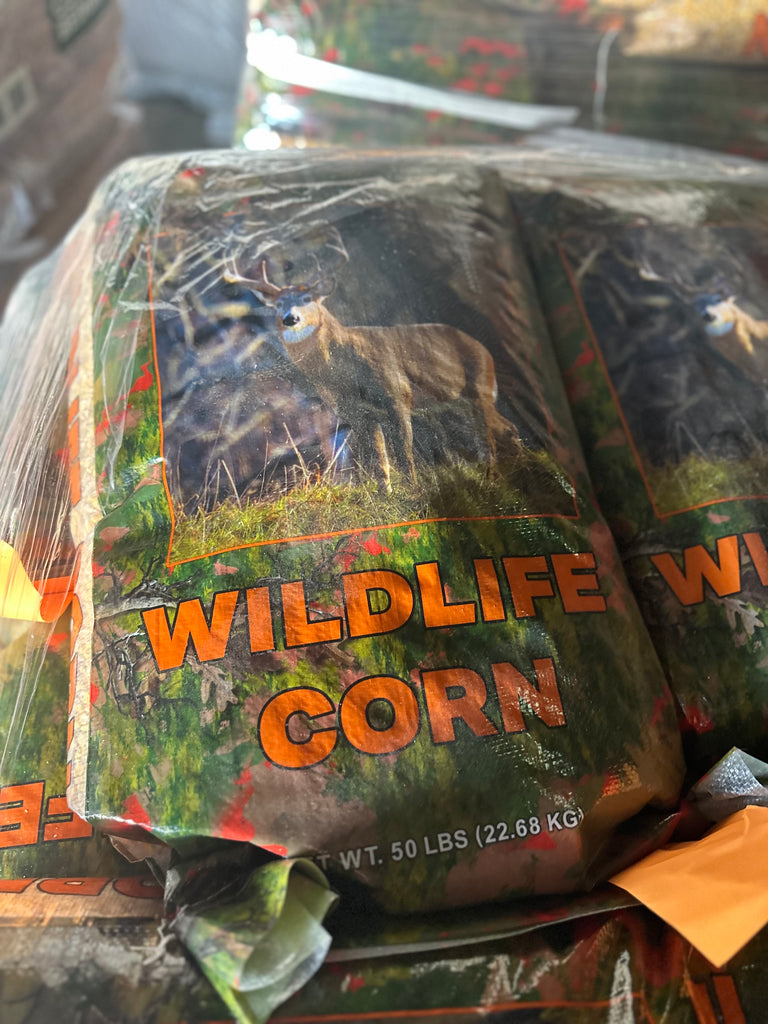 WILDLIFE
CORN
WT. 50 LBS (22.68 KG)